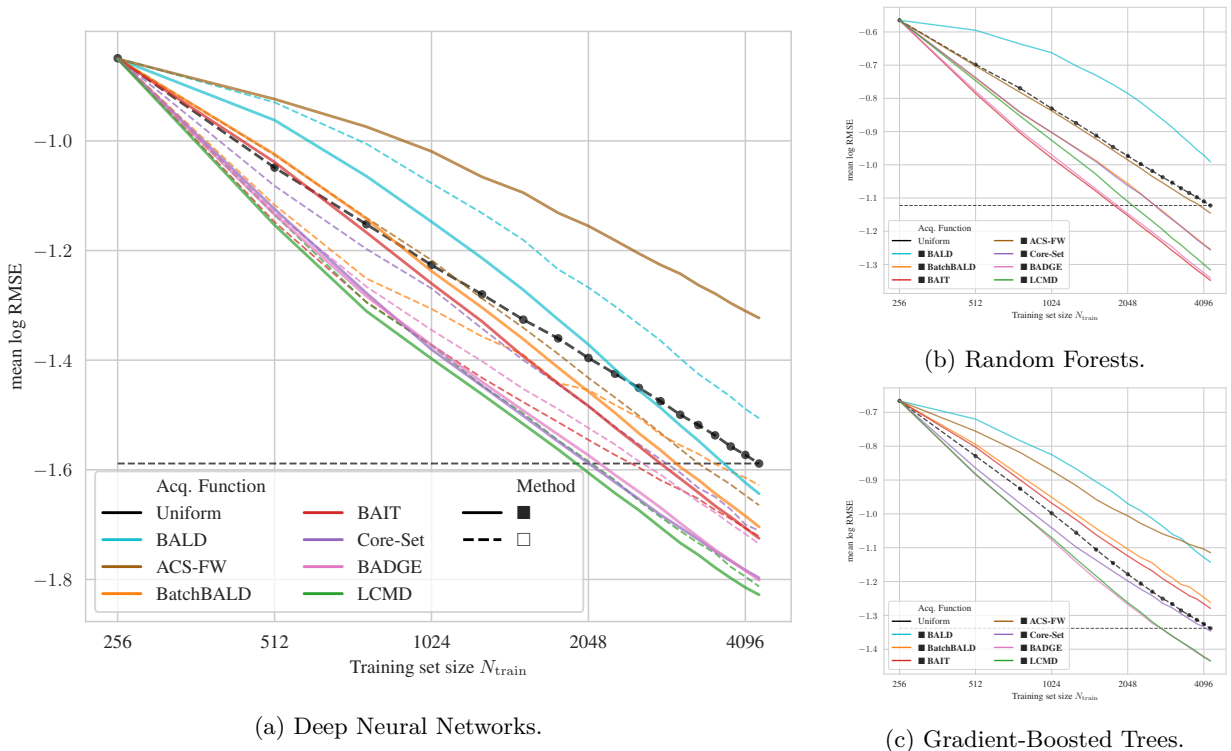 −1.0
−1.2
−1.4
−1.6
−1.8
mean log RMSE
256
512
1024
2048
4096
Training set size N_train
Acq. Function
Uniform
BALD
ACS-FW
BatchBALD
BAIT
Core-Set
BADGE
LCMD
Method
■
□
(a) Deep Neural Networks.
−0.6
−0.7
−0.8
−0.9
−1.0
−1.1
−1.2
−1.3
mean log RMSE
256
512
1024
2048
4096
Training set size N_train
Acq. Function
Uniform
■ BALD
■ BatchBALD
■ BAIT
■ ACS-FW
■ Core-Set
■ BADGE
■ LCMD
(b) Random Forests.
−0.7
−0.8
−0.9
−1.0
−1.1
−1.2
−1.3
−1.4
mean log RMSE
256
512
1024
2048
4096
Training set size N_train
Acq. Function
Uniform
■ BALD
■ BatchBALD
■ BAIT
■ ACS-FW
■ Core-Set
■ BADGE
■ LCMD
(c) Gradient-Boosted Trees.